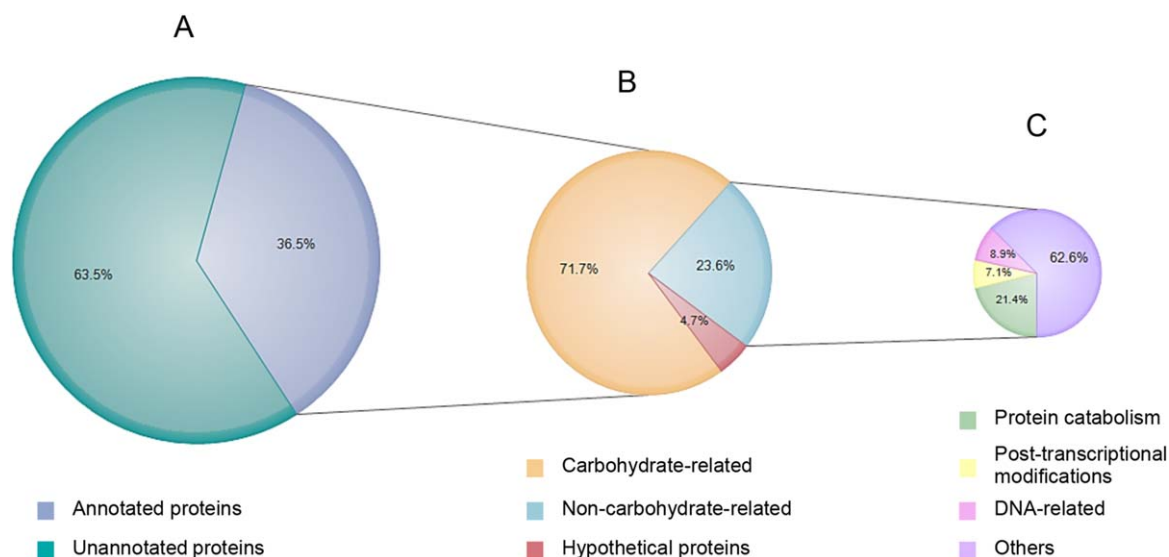 A
B
C
63.5%
36.5%
71.7%
23.6%
4.7%
62.6%
8.9%
7.1%
21.4%
Annotated proteins
Unannotated proteins
Carbohydrate-related
Non-carbohydrate-related
Hypothetical proteins
Protein catabolism
Post-transcriptional
modifications
DNA-related
Others